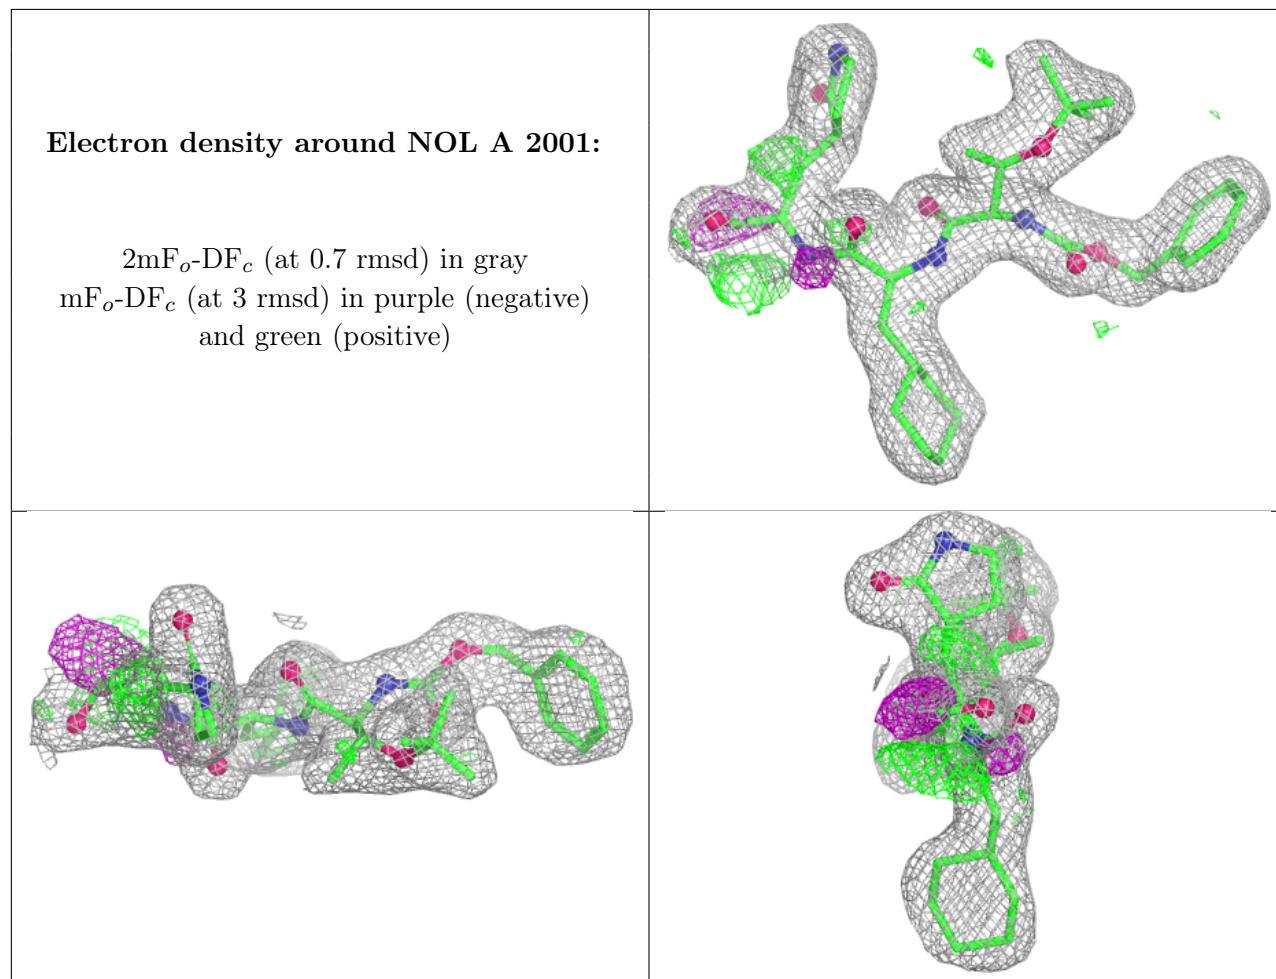 Electron density around NOL A 2001:
2mFo-DFc (at 0.7 rmsd) in gray
mFo-DFc (at 3 rmsd) in purple (negative)
and green (positive)